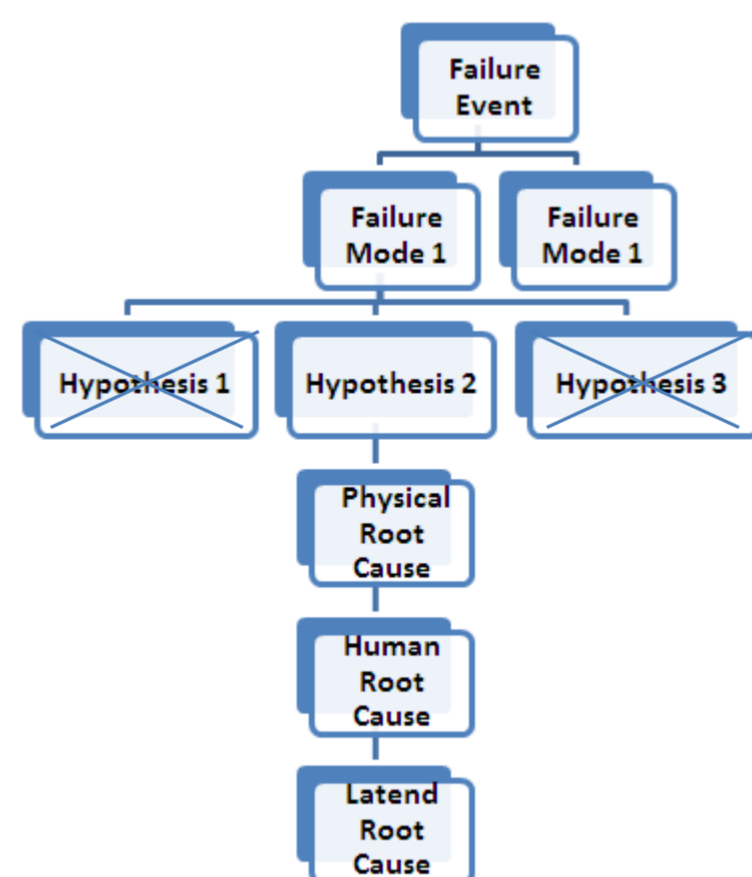 Failure
Event
Failure
Mode 1
Failure
Mode 1
Hypothesis 1
Hypothesis 2
Hypothesis 3
Physical
Root
Cause
Human
Root
Cause
Latend
Root
Cause